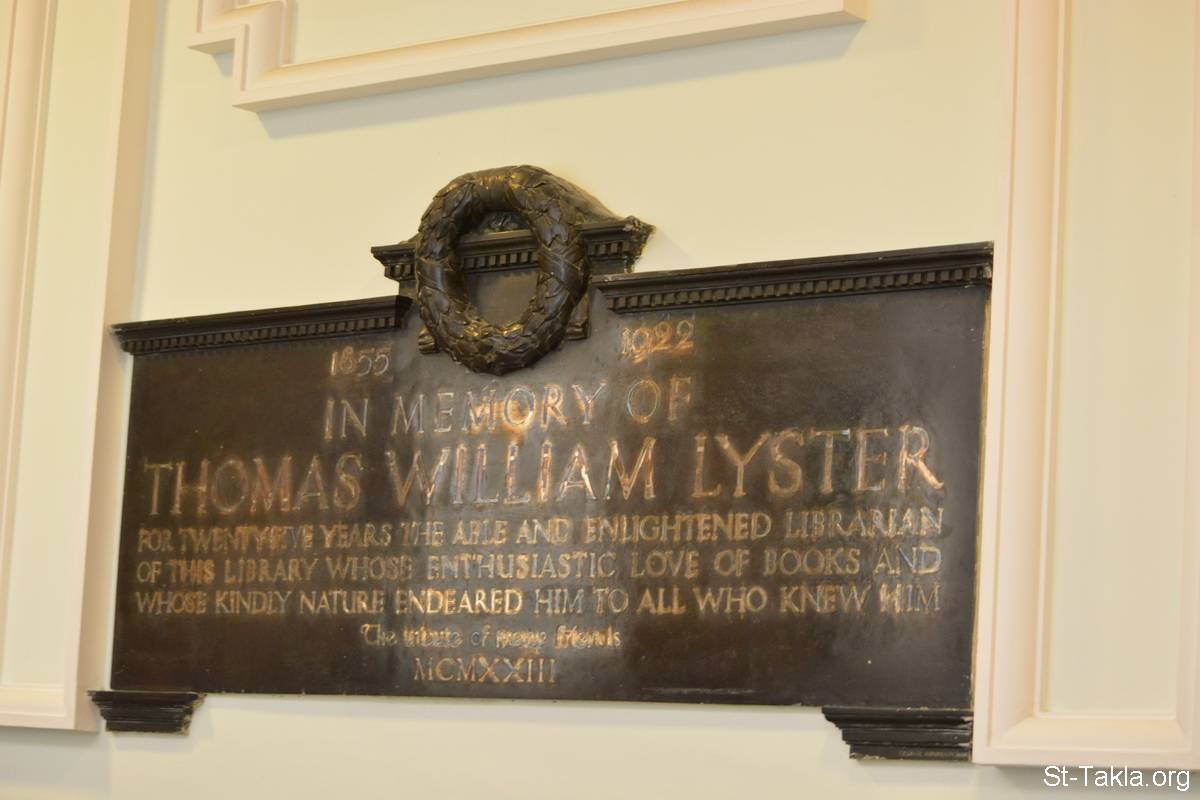 1855 1922
IN MEMORY OF
THOMAS WILLIAM LYSTER
FOR TWENTYFIVE YEARS THE ABLE AND ENLIGHTENED LIBRARIAN
OF THIS LIBRARY WHOSE ENTHUSIASTIC LOVE OF BOOKS AND
WHOSE KINDLY NATURE ENDEARED HIM TO ALL WHO KNEW HIM
The tribute of many friends
MCMXXIII
St-Takla.org